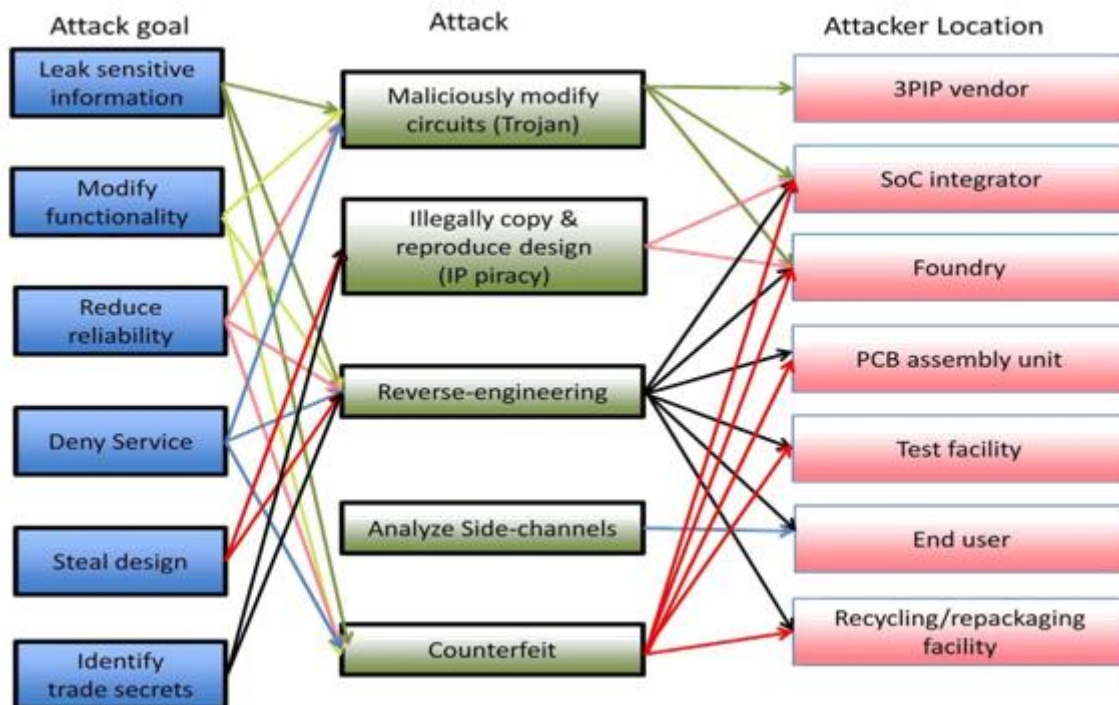 Attack goal
Attack
Attacker Location
Leak sensitive
information
Modify
functionality
Reduce
reliability
Deny Service
Steal design
Identify
trade secrets
Maliciously modify
circuits (Trojan)
Illegally copy &
reproduce design
(IP piracy)
Reverse-engineering
Analyze Side-channels
Counterfeit
3PIP vendor
SoC integrator
Foundry
PCB assembly unit
Test facility
End user
Recycling/repackaging
facility